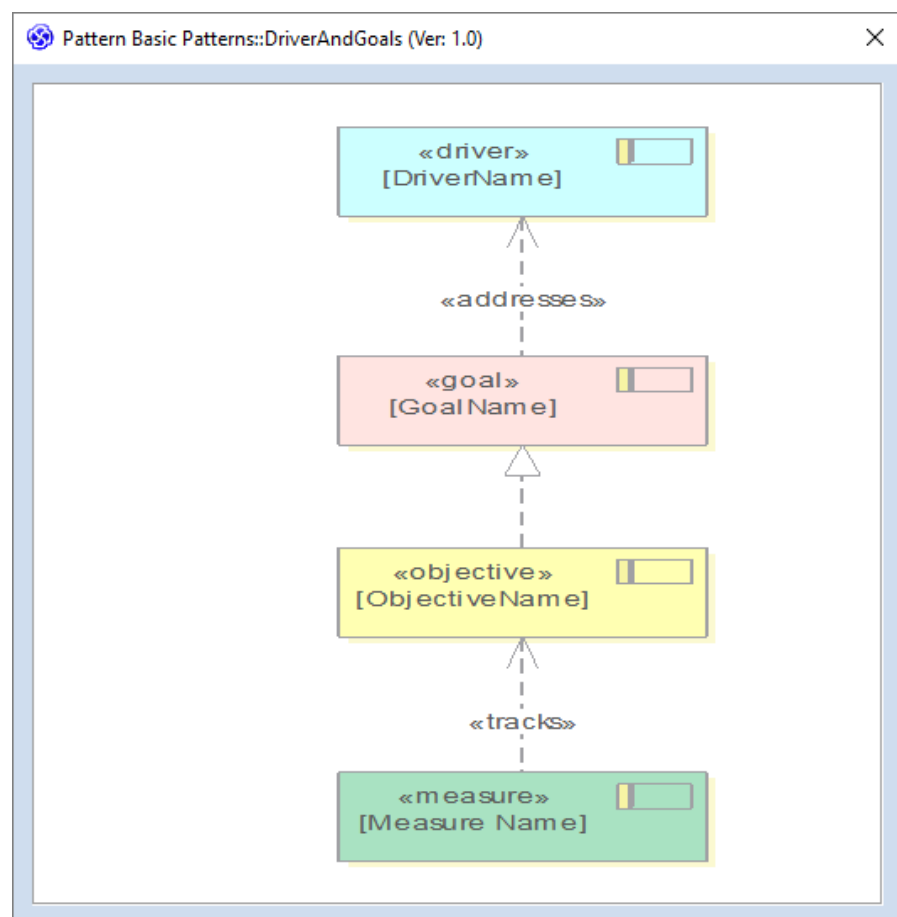 Pattern Basic Patterns::DriverAndGoals (Ver: 1.0)
«driver»
[DriverName]
«addresses»
«goal»
[GoalName]
«objective»
[ObjectiveName]
«tracks»
«measure»
[Measure Name]